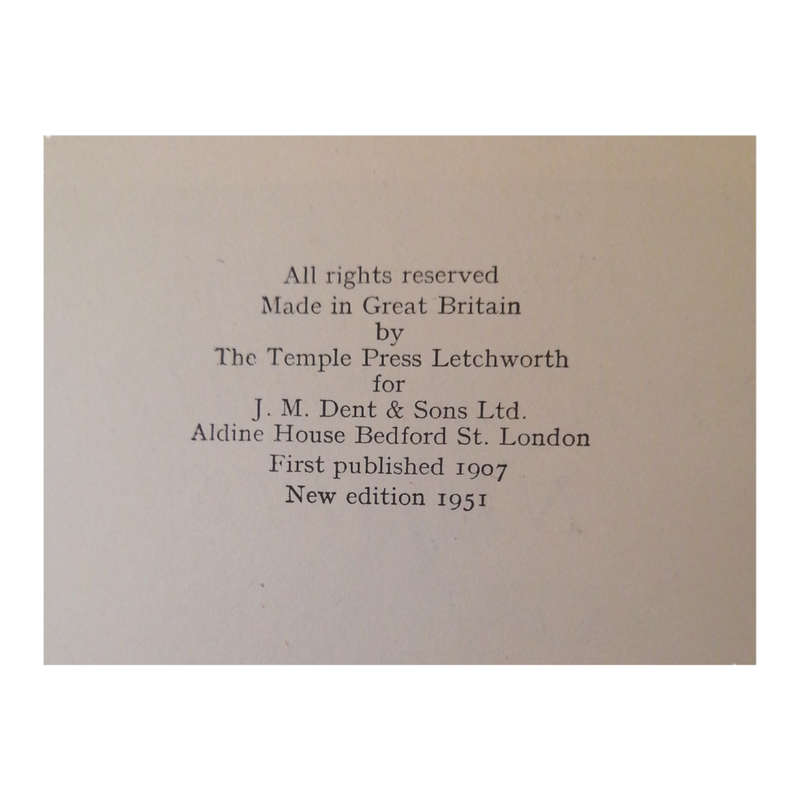 All rights reserved
Made in Great Britain
by
The Temple Press Letchworth
for
J. M. Dent & Sons Ltd.
Aldine House Bedford St. London
First published 1907
New edition 1951